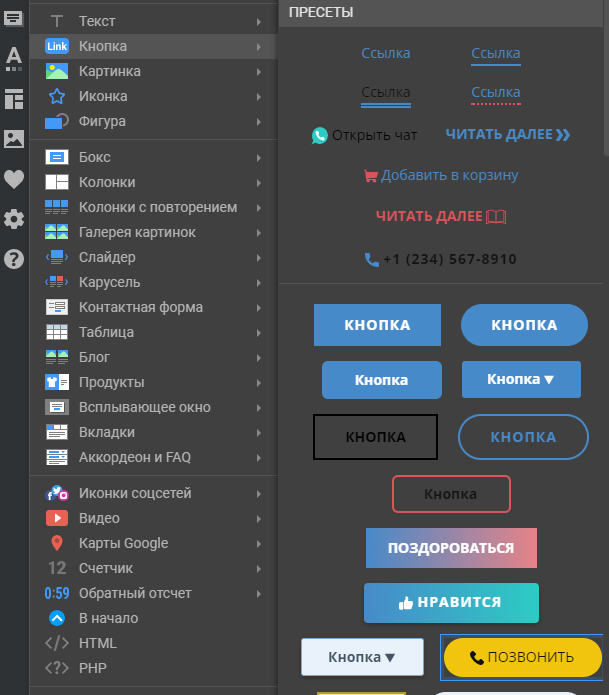 Текст
Link Кнопка
Картинка
Иконка
Фигура
Бокс
Колонки
Колонки с повторением
Галерея картинок
Слайдер
Карусель
Контактная форма
Таблица
Блог
Продукты
Всплывающее окно
Вкладки
Аккордеон и FAQ
Иконки соцсетей
Видео
Карты Google
12 Счетчик
0:59 Обратный отсчет
В начало
HTML
PHP
ПРЕСЕТЫ
Ссылка Ссылка
Ссылка Ссылка
Открыть чат ЧИТАТЬ ДАЛЕЕ
Добавить в корзину
ЧИТАТЬ ДАЛЕЕ
+1 (234) 567-8910
КНОПКА КНОПКА
Кнопка Кнопка
КНОПКА КНОПКА
Кнопка
ПОЗДОРОВАТЬСЯ
НРАВИТСЯ
Кнопка ПОЗВОНИТЬ